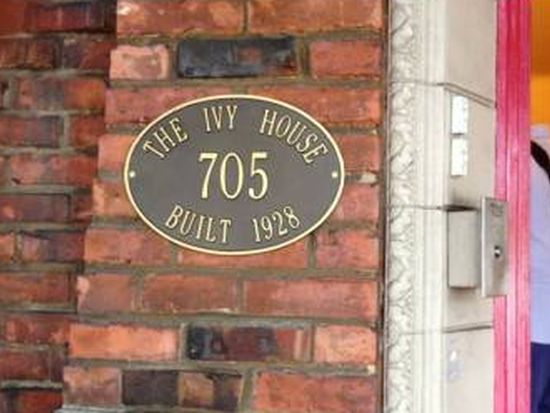 THE IVY HOUSE
705
BUILT 1928